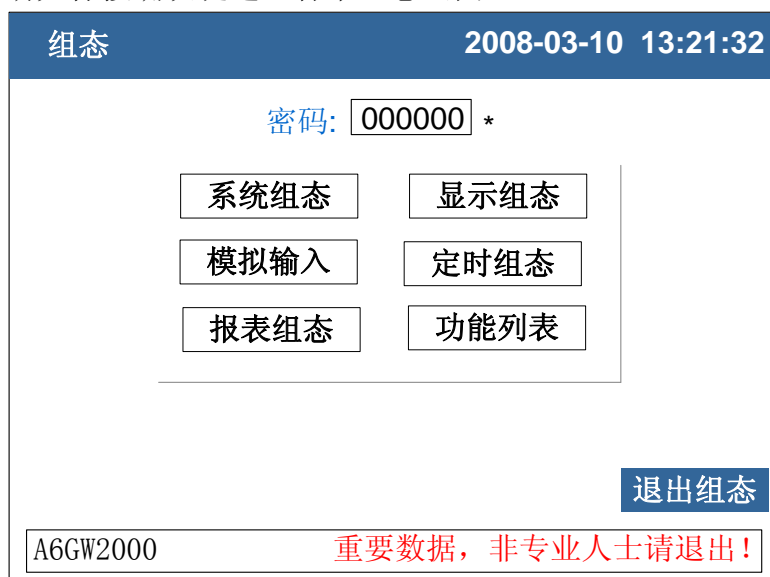 组态 2008-03-10 13:21:32
密码: 000000 *
系统组态 显示组态
模拟输入 定时组态
报表组态 功能列表
退出组态
A6GW2000 重要数据，非专业人士请退出!